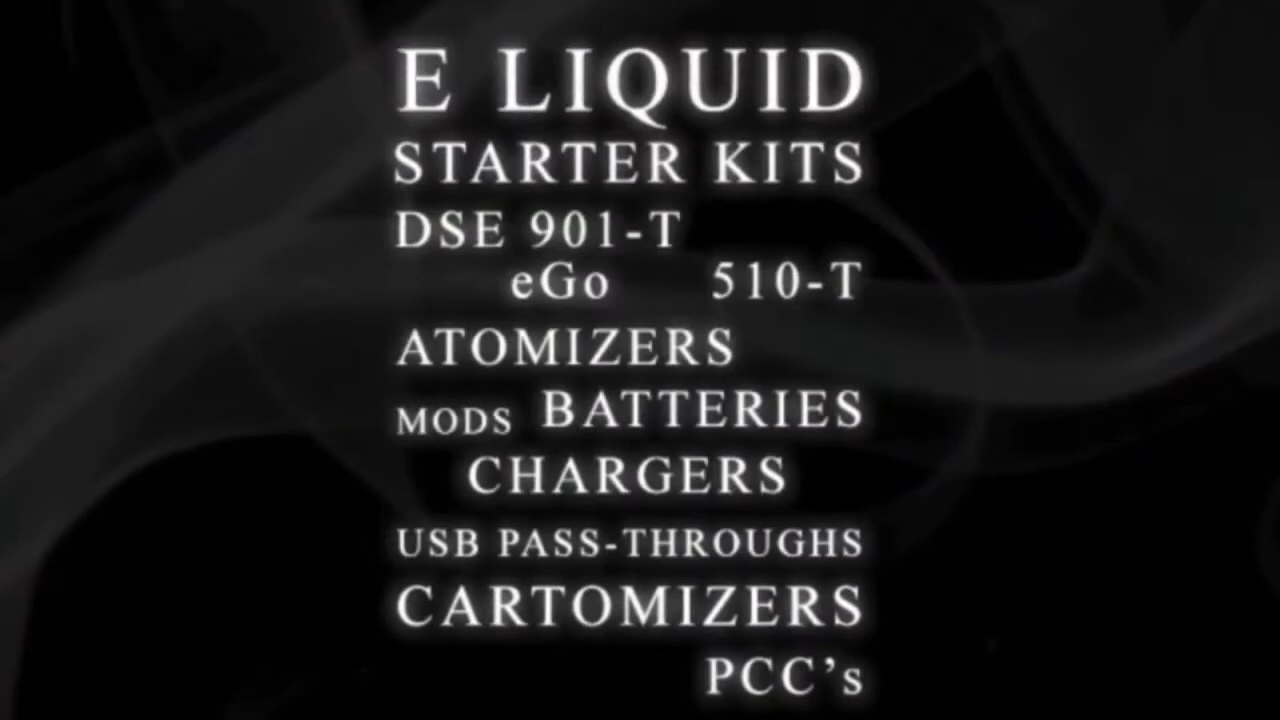 E LIQUID
STARTER KITS
DSE 901-T
eGo 510-T
ATOMIZERS
MODS BATTERIES
CHARGERS
USB PASS-THROUGHS
CARTOMIZERS
PCC's